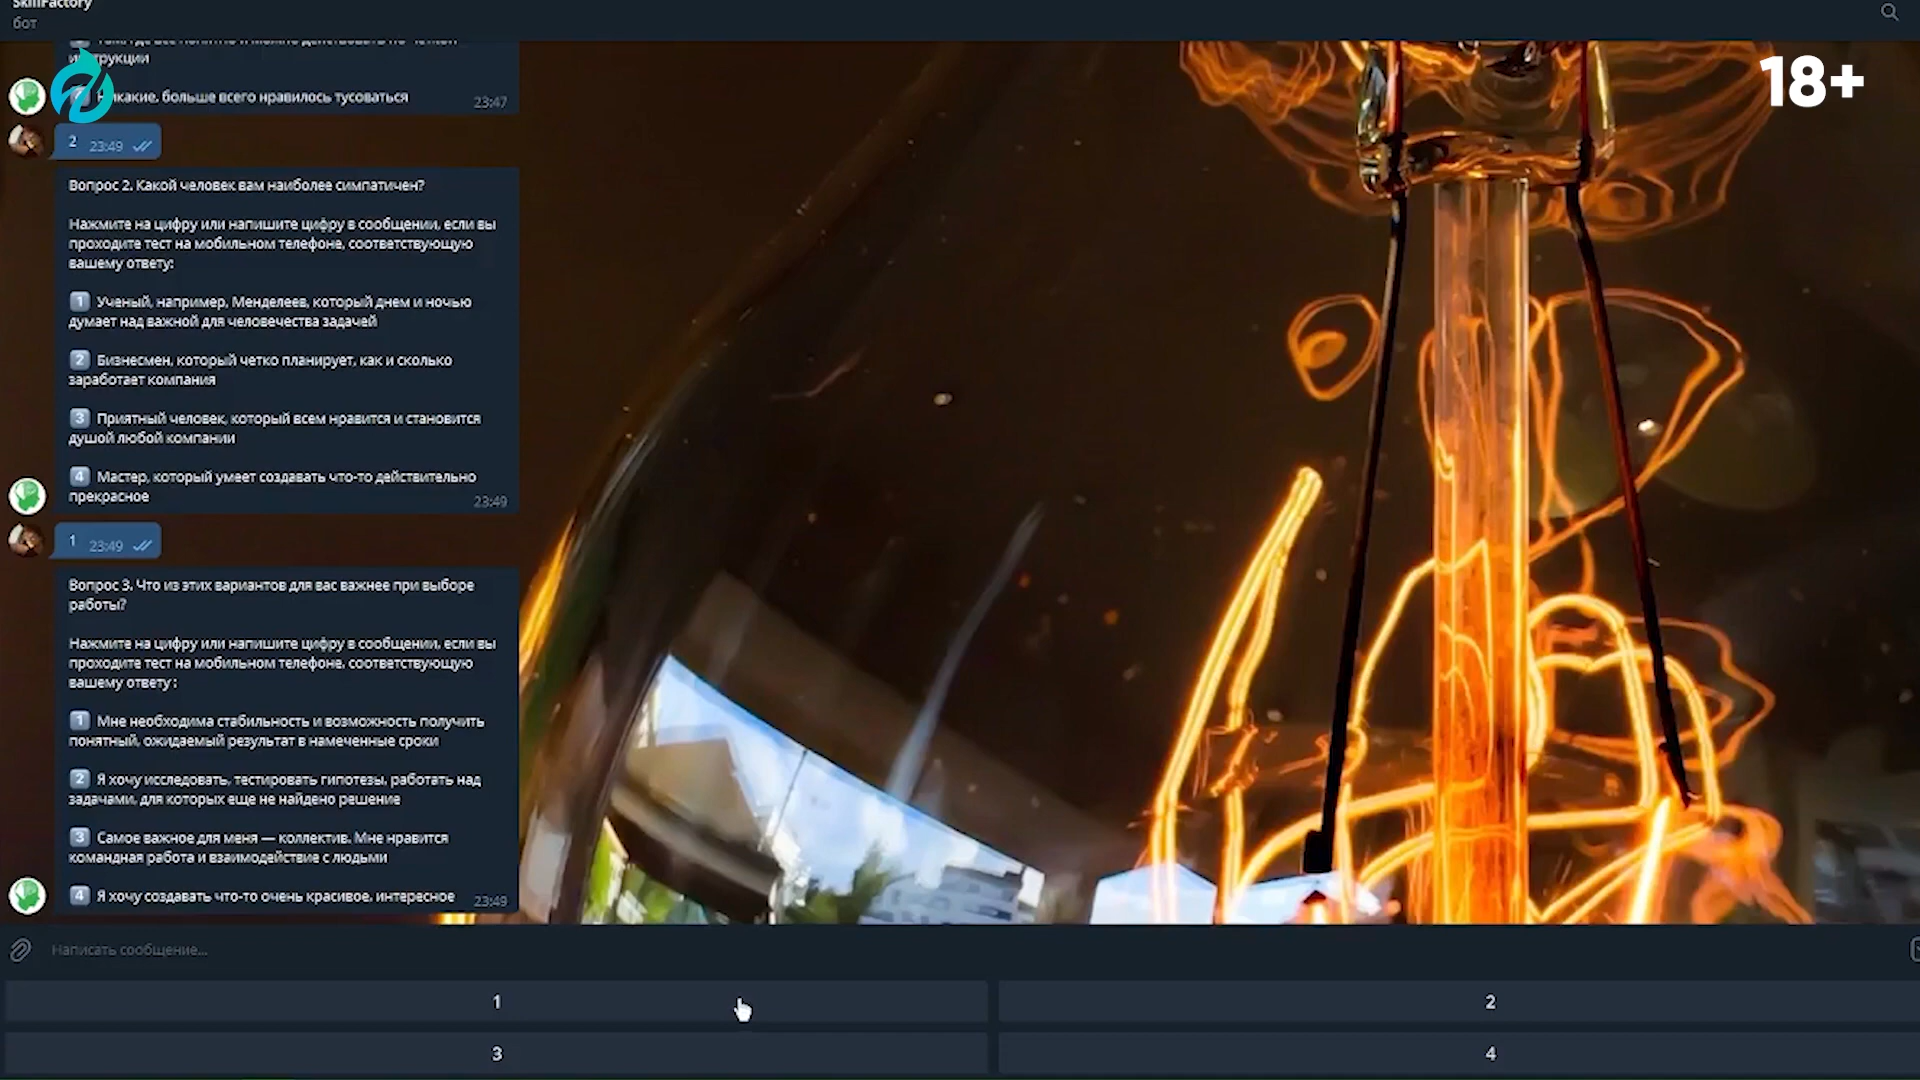 SkillFactory
бот
18+
инструкции
Никакие, больше всего нравилось тусоваться
23:47
2 23:49
Вопрос 2. Какой человек вам наиболее симпатичен?
Нажмите на цифру или напишите цифру в сообщении, если вы
проходите тест на мобильном телефоне, соответствующую
вашему ответу:
1 Ученый, например, Менделеев, который днем и ночью
думает над важной для человечества задачей
2 Бизнесмен, который четко планирует, как и сколько
заработает компания
3 Приятный человек, который всем нравится и становится
душой любой компании
4 Мастер, который умеет создавать что-то действительно
прекрасное
23:49
1 23:49
Вопрос 3. Что из этих вариантов для вас важнее при выборе
работы?
Нажмите на цифру или напишите цифру в сообщении, если вы
проходите тест на мобильном телефоне, соответствующую
вашему ответу :
1 Мне необходима стабильность и возможность получить
понятный, ожидаемый результат в намеченные сроки
2 Я хочу исследовать, тестировать гипотезы, работать над
задачами, для которых еще не найдено решение
3 Самое важное для меня — коллектив. Мне нравится
командная работа и взаимодействие с людьми
4 Я хочу создавать что-то очень красивое, интересное
23:49
Написать сообщение...
1
2
3
4